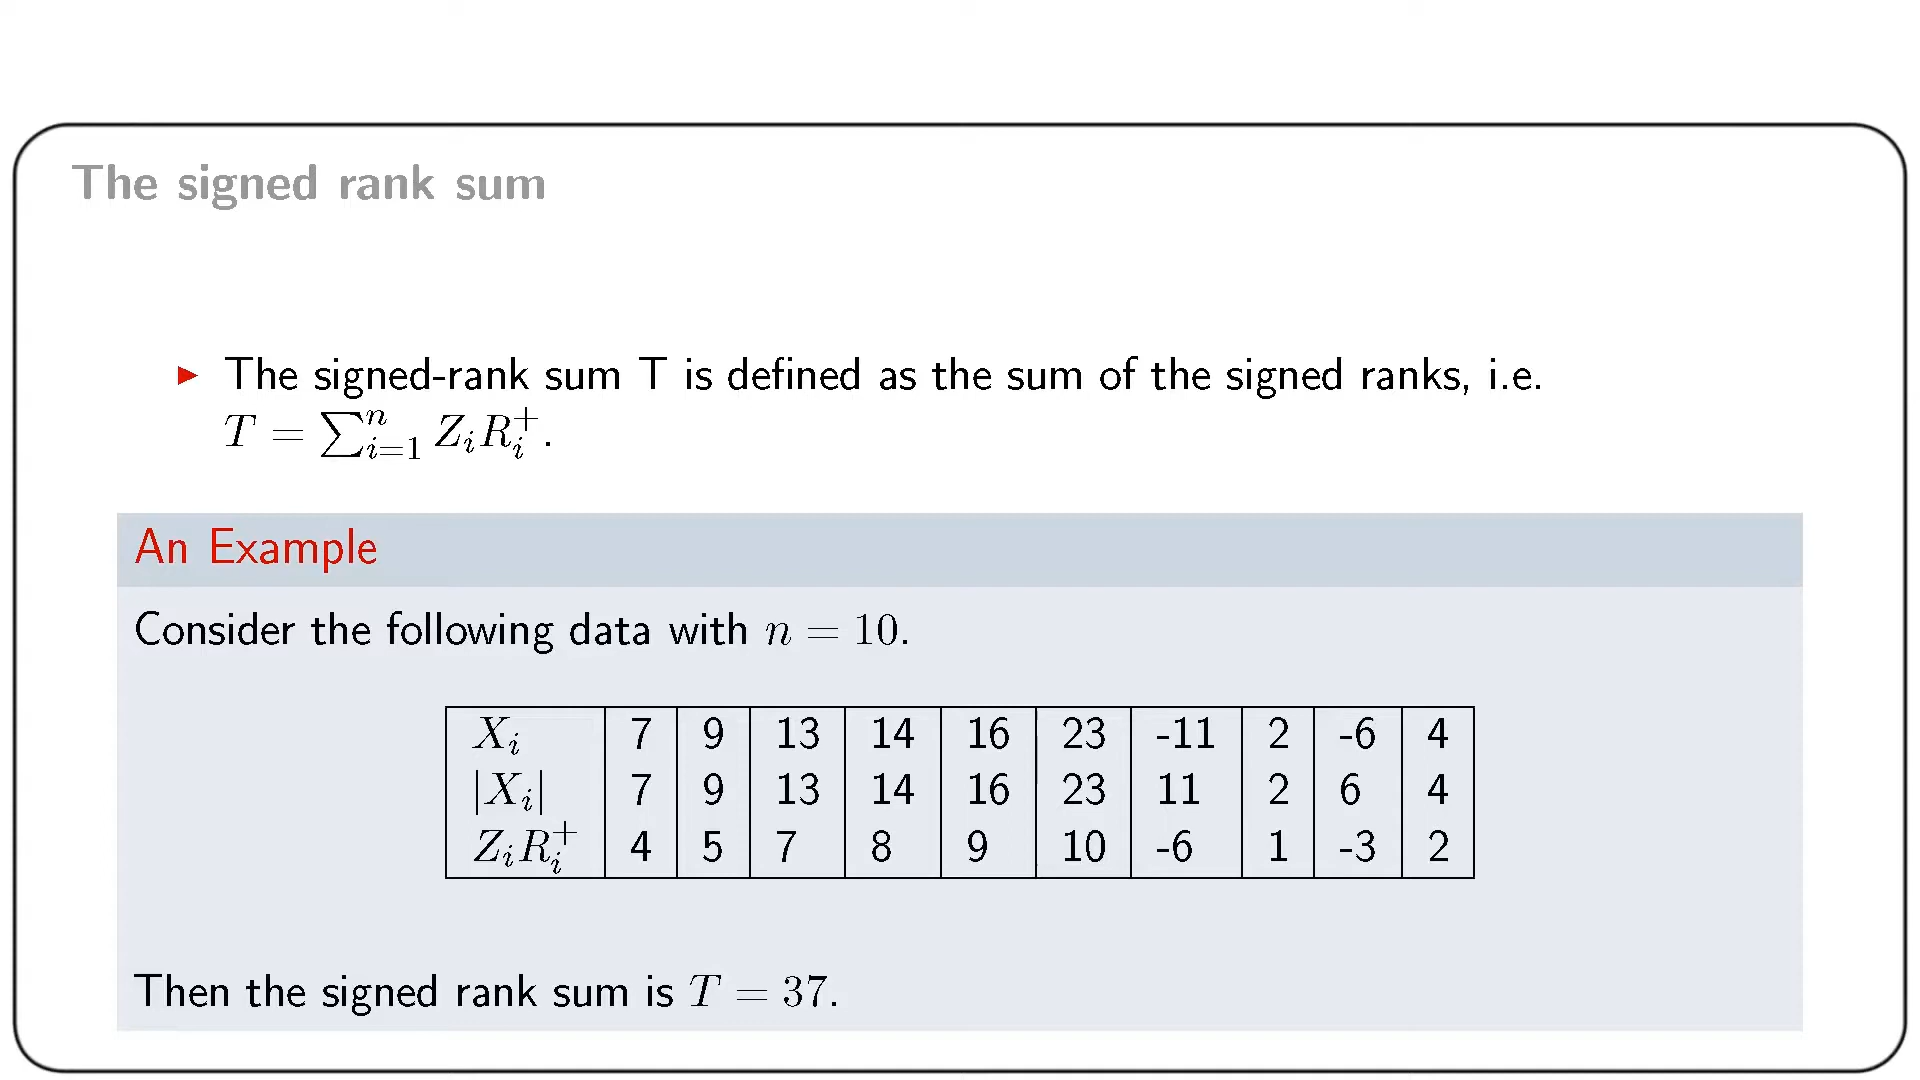 The signed rank sum
▶ The signed-rank sum T is defined as the sum of the signed ranks, i.e.
$T = \sum_{i=1}^{n} Z_i R_i^+$.
An Example
Consider the following data with $n = 10$.
$X_i$ 7 9 13 14 16 23 -11 2 -6 4
$|X_i|$ 7 9 13 14 16 23 11 2 6 4
$Z_i R_i^+$ 4 5 7 8 9 10 -6 1 -3 2
Then the signed rank sum is $T = 37$.